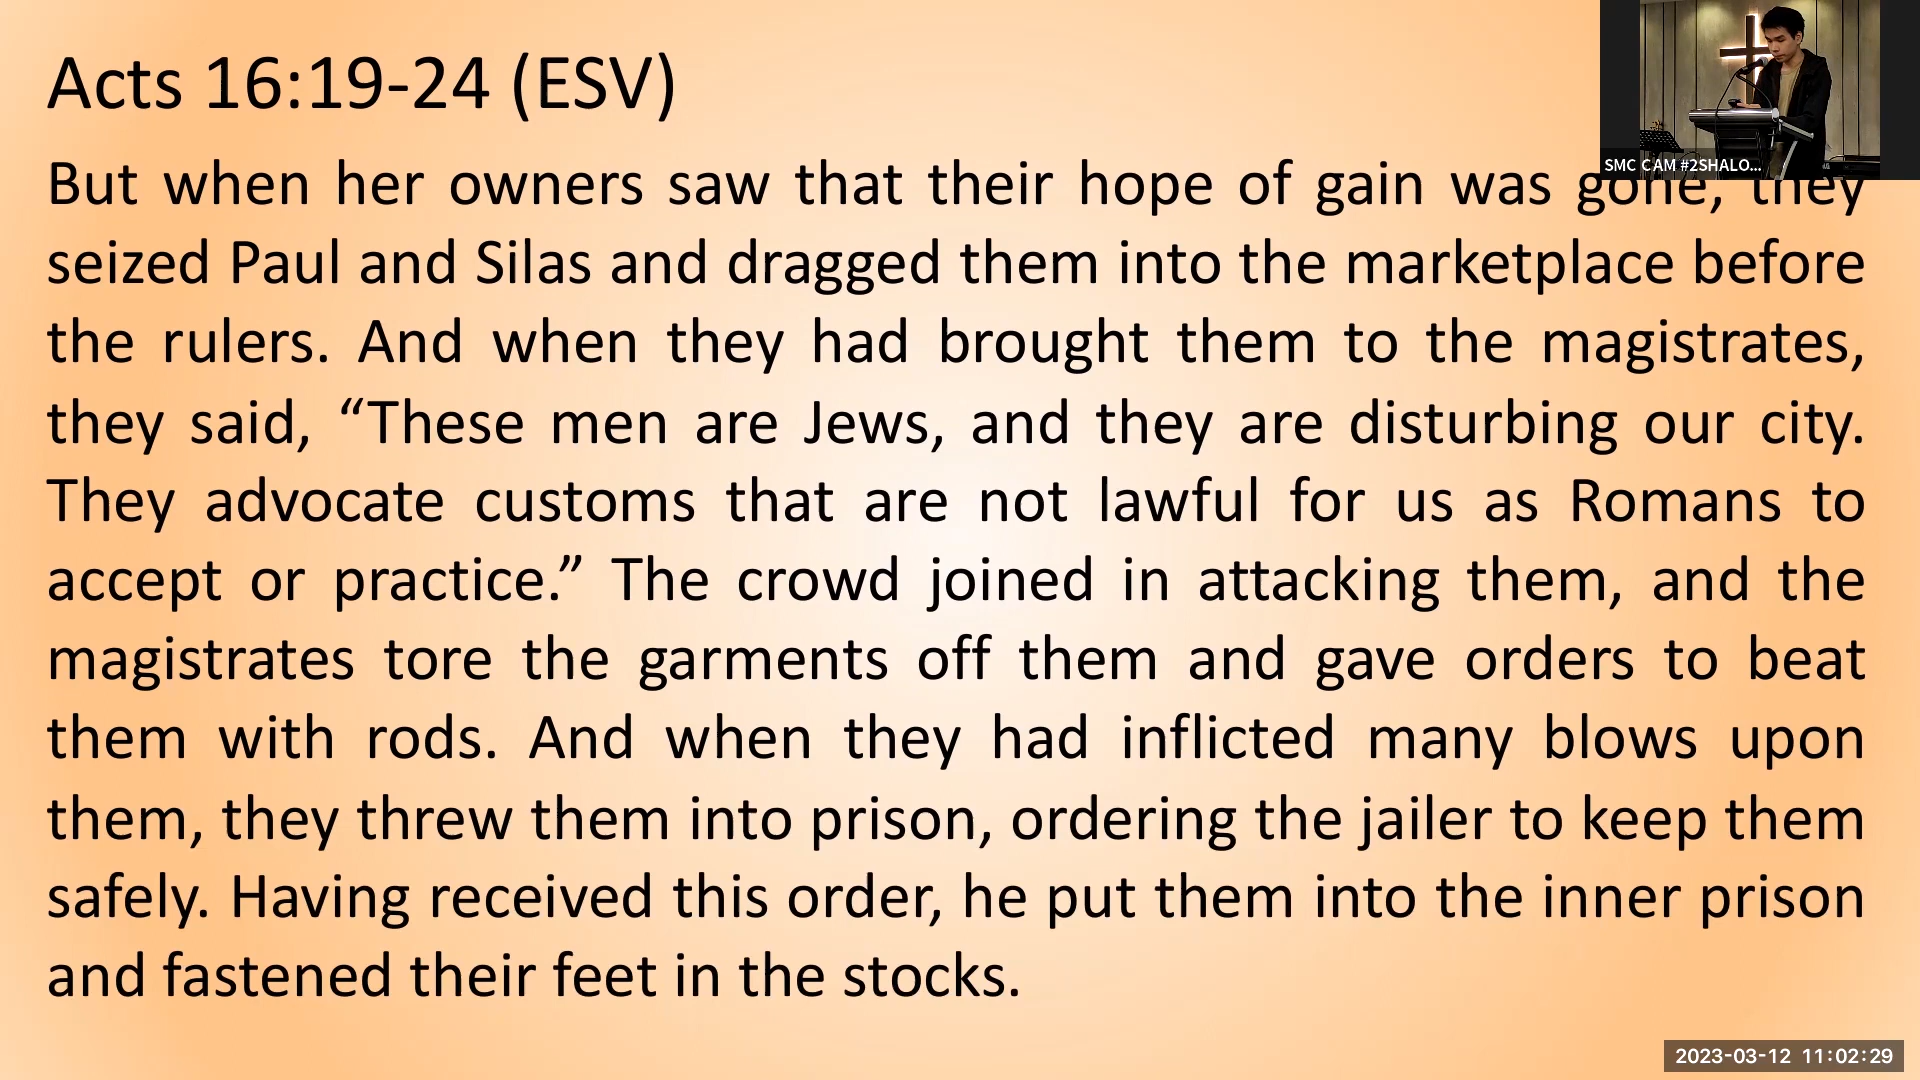 Acts 16:19-24 (ESV)
SMC CAM #2SHALO...
But when her owners saw that their hope of gain was gone, they
seized Paul and Silas and dragged them into the marketplace before
the rulers. And when they had brought them to the magistrates,
they said, “These men are Jews, and they are disturbing our city.
They advocate customs that are not lawful for us as Romans to
accept or practice.” The crowd joined in attacking them, and the
magistrates tore the garments off them and gave orders to beat
them with rods. And when they had inflicted many blows upon
them, they threw them into prison, ordering the jailer to keep them
safely. Having received this order, he put them into the inner prison
and fastened their feet in the stocks.
2023-03-12 11:02:29